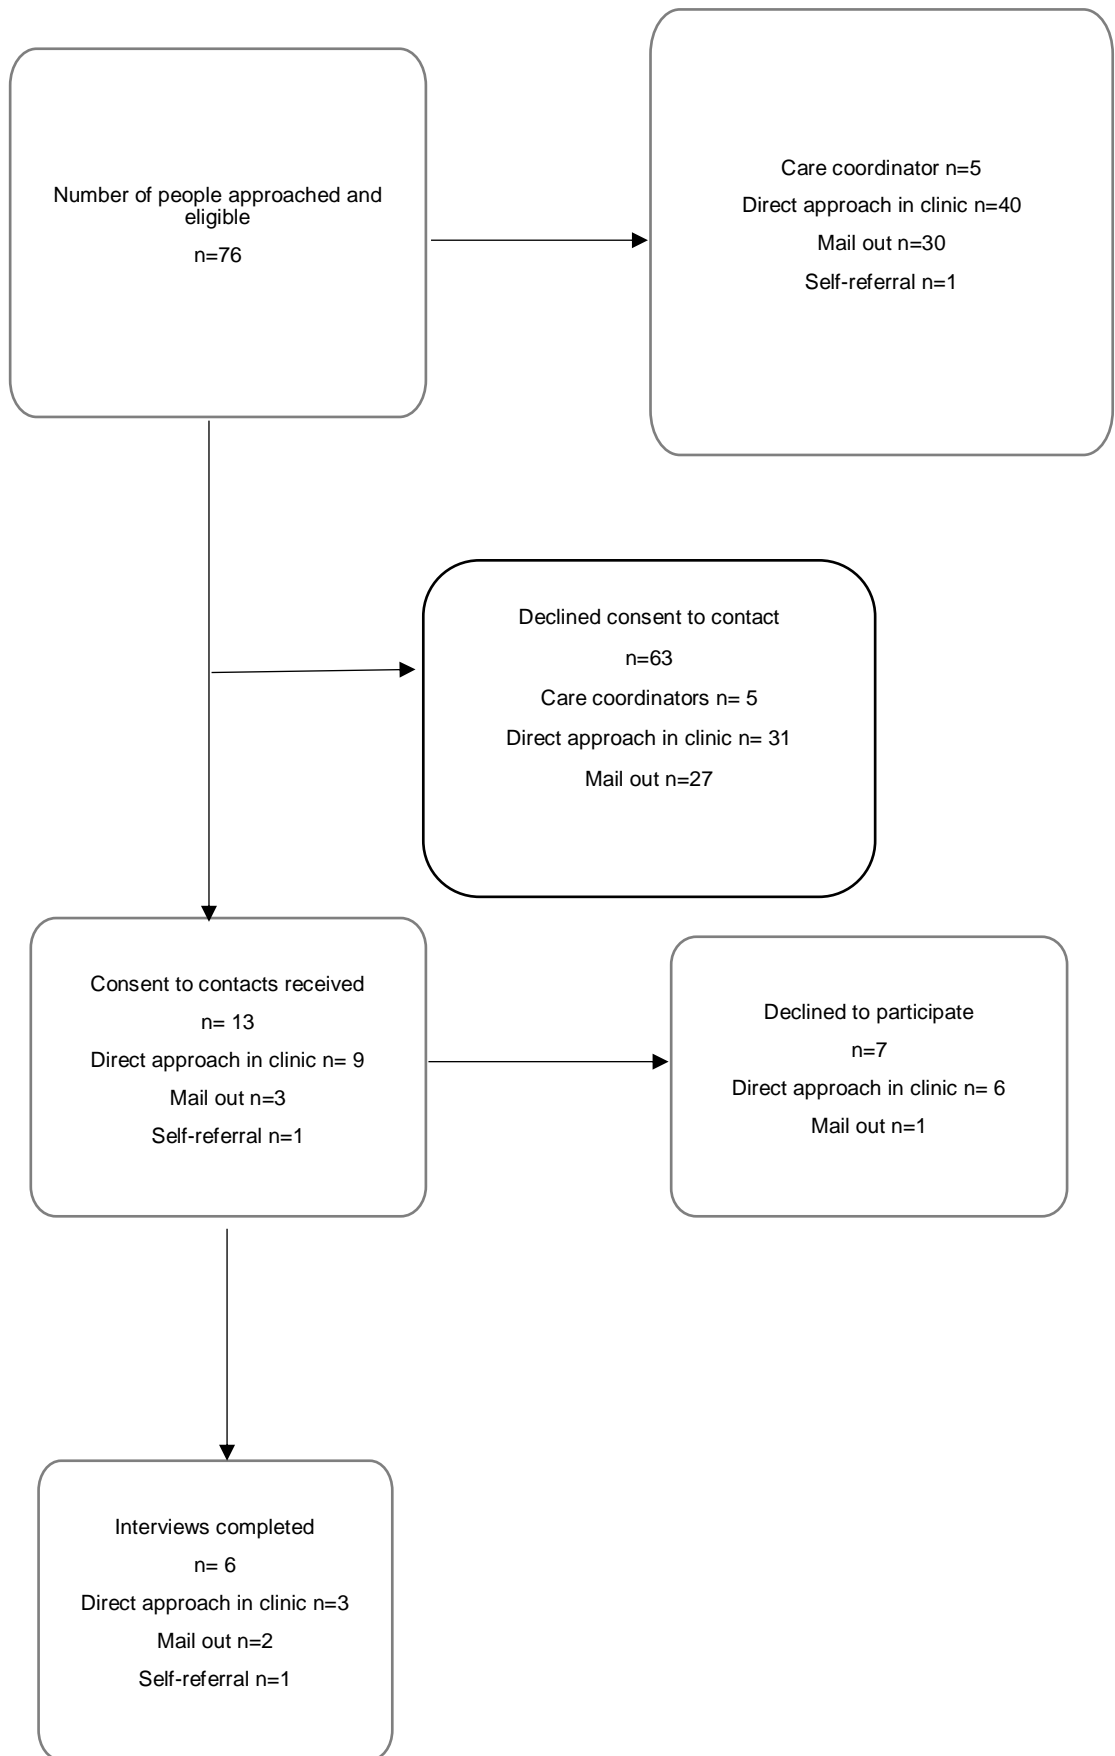 Number of people approached and
eligible
n=76
Care coordinator n=5
Direct approach in clinic n=40
Mail out n=30
Self-referral n=1
Declined consent to contact
n=63
Care coordinators n= 5
Direct approach in clinic n= 31
Mail out n=27
Consent to contacts received
n= 13
Direct approach in clinic n= 9
Mail out n=3
Self-referral n=1
Declined to participate
n=7
Direct approach in clinic n= 6
Mail out n=1
Interviews completed
n= 6
Direct approach in clinic n=3
Mail out n=2
Self-referral n=1